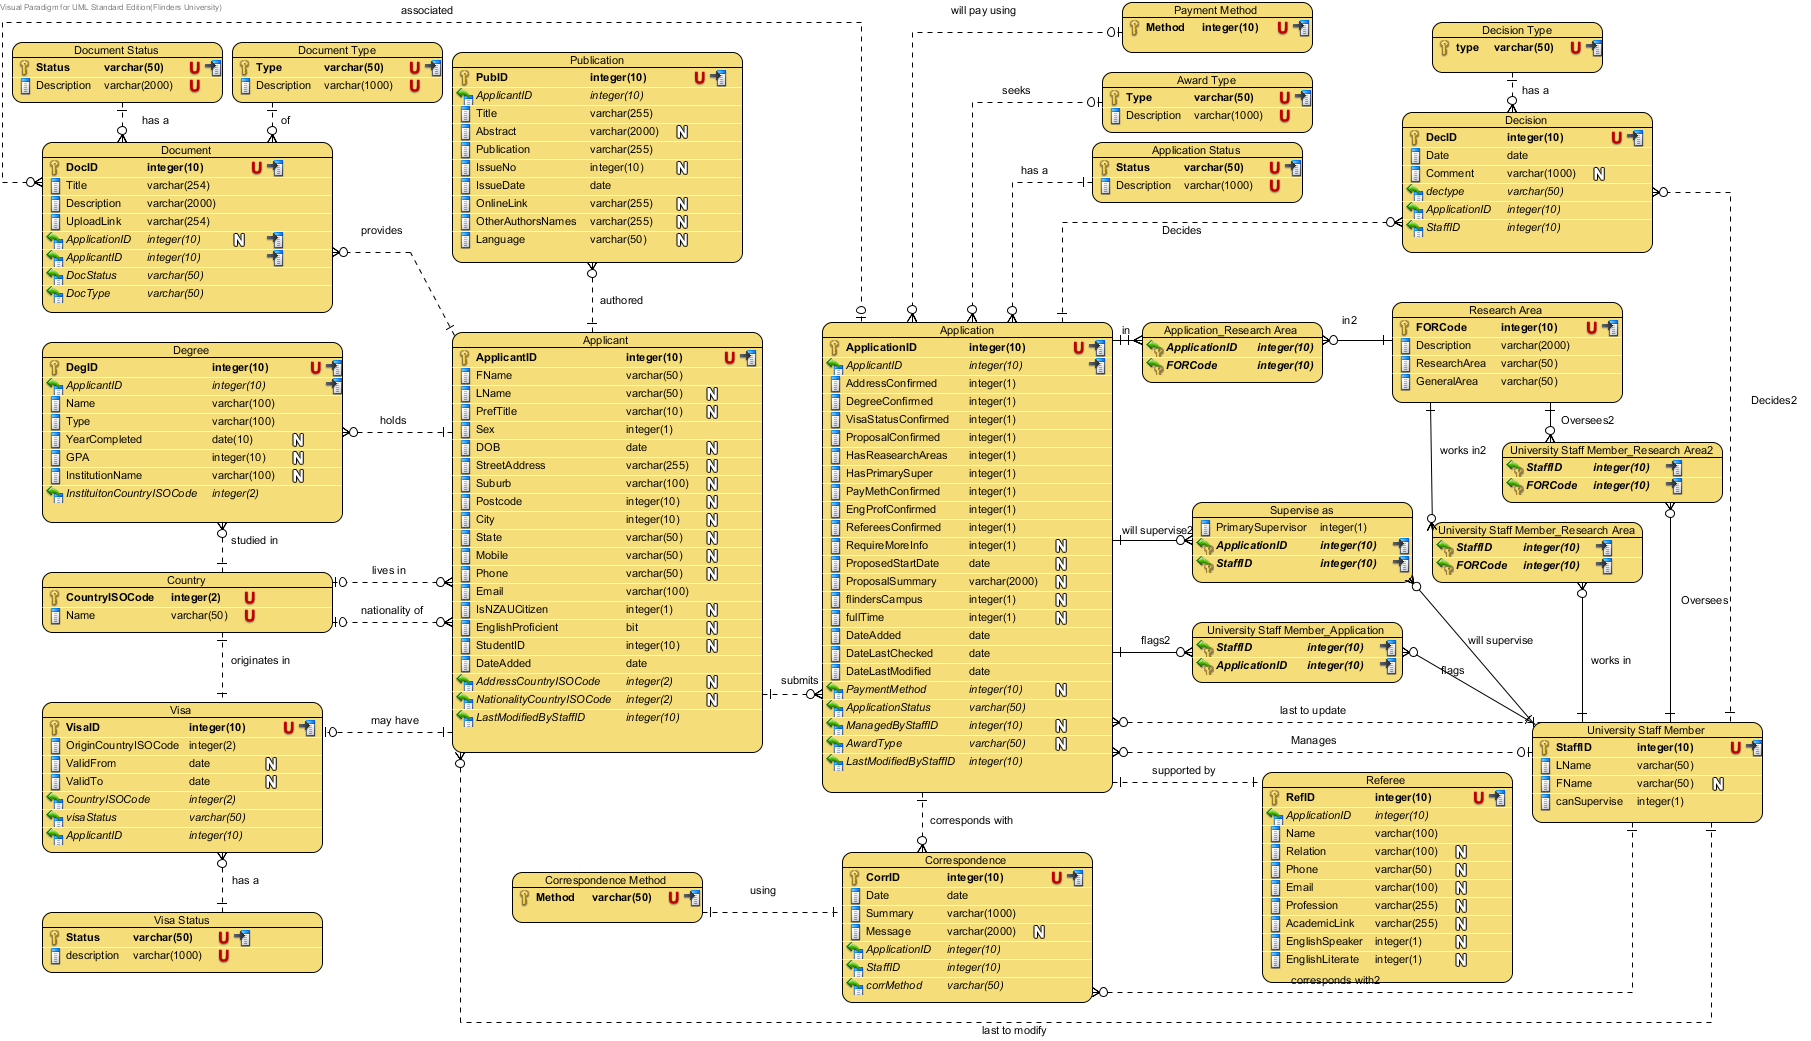 Visual Paradigm for UML Standard Edition(Flinders University)
associated
will pay using
Payment Method
Method integer(10) U
Decision Type
type varchar(50) U
Document Status
Status varchar(50) U
Description varchar(2000) U
Document Type
Type varchar(50) U
Description varchar(1000) U
Publication
PubID integer(10) U
ApplicantID integer(10)
Title varchar(255)
Abstract varchar(2000) N
Publication varchar(255)
IssueNo integer(10) N
IssueDate date
OnlineLink varchar(255) N
OtherAuthorsNames varchar(255) N
Language varchar(50) N
seeks
Award Type
Type varchar(50) U
Description varchar(1000) U
has a
Application Status
Status varchar(50) U
Description varchar(1000) U
has a
Decision
DecID integer(10) U
Date date
Comment varchar(1000) N
dectype varchar(50)
ApplicationID integer(10)
StaffID integer(10)
Decides
has a
of
Document
DocID integer(10) U
Title varchar(254)
Description varchar(2000)
UploadLink varchar(254)
ApplicationID integer(10) N
ApplicantID integer(10)
DocStatus varchar(50)
DocType varchar(50)
provides
authored
Degree
DegID integer(10) U
ApplicantID integer(10)
Name varchar(100)
Type varchar(100)
YearCompleted date(10) N
GPA integer(10) N
InstitutionName varchar(100) N
InstituitonCountryISOCode integer(2)
holds
studied in
Applicant
ApplicantID integer(10) U
FName varchar(50)
LName varchar(50) N
PrefTitle varchar(10) N
Sex integer(1)
DOB date N
StreetAddress varchar(255) N
Suburb varchar(100) N
Postcode integer(10) N
City integer(10) N
State varchar(50) N
Mobile varchar(50) N
Phone varchar(50) N
Email varchar(100)
IsNZAUCitizen integer(1) N
EnglishProficient bit N
StudentID integer(10) N
DateAdded date
AddressCountryISOCode integer(2) N
NationalityCountryISOCode integer(2) N
LastModifiedByStaffID integer(10)
submits
Application
ApplicationID integer(10) U
ApplicantID integer(10)
AddressConfirmed integer(1)
DegreeConfirmed integer(1)
VisaStatusConfirmed integer(1)
ProposalConfirmed integer(1)
HasReasearchAreas integer(1)
HasPrimarySuper integer(1)
PayMethConfirmed integer(1)
EngProfConfirmed integer(1)
RefereesConfirmed integer(1)
RequireMoreInfo integer(1) N
ProposedStartDate date N
ProposalSummary varchar(2000) N
flindersCampus integer(1) N
fullTime integer(1) N
DateAdded date
DateLastChecked date
DateLastModified date
PaymentMethod integer(10) N
ApplicationStatus varchar(50)
ManagedByStaffID integer(10) N
AwardType varchar(50) N
LastModifiedByStaffID integer(10)
in
Application_Research Area
ApplicationID integer(10)
FORCode integer(10)
in2
Research Area
FORCode integer(10) U
Description varchar(2000)
ResearchArea varchar(50)
GeneralArea varchar(50)
Decides2
Oversees2
works in2
University Staff Member_Research Area2
StaffID integer(10)
FORCode integer(10)
will supervise2
Supervise as
PrimarySupervisor integer(1)
ApplicationID integer(10)
StaffID integer(10)
University Staff Member_Research Area
StaffID integer(10)
FORCode integer(10)
Oversees
will supervise
works in
flags2
University Staff Member_Application
StaffID integer(10)
ApplicationID integer(10)
flags
last to update
Manages
supported by
University Staff Member
StaffID integer(10) U
LName varchar(50)
FName varchar(50) N
canSupervise integer(1)
Country
CountryISOCode integer(2) U
Name varchar(50) U
lives in
nationality of
originates in
Visa
VisaID integer(10) U
OriginCountryISOCode integer(2)
ValidFrom date N
ValidTo date N
CountryISOCode integer(2)
visaStatus varchar(50)
ApplicantID integer(10)
may have
has a
Visa Status
Status varchar(50) U
description varchar(1000) U
Correspondence Method
Method varchar(50) U
using
corresponds with
Correspondence
CorrID integer(10) U
Date date
Summary varchar(1000)
Message varchar(2000) N
ApplicationID integer(10)
StaffID integer(10)
corrMethod varchar(50)
Referee
RefID integer(10) U
ApplicationID integer(10)
Name varchar(100)
Relation varchar(100) N
Phone varchar(50) N
Email varchar(100) N
Profession varchar(255) N
AcademicLink varchar(255) N
EnglishSpeaker integer(1) N
EnglishLiterate integer(1) N
corresponds with2
last to modify